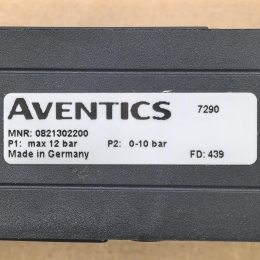 AVENTICS 7290
MNR: 0821302200
P1: max 12 bar P2: 0-10 bar
Made in Germany FD: 439